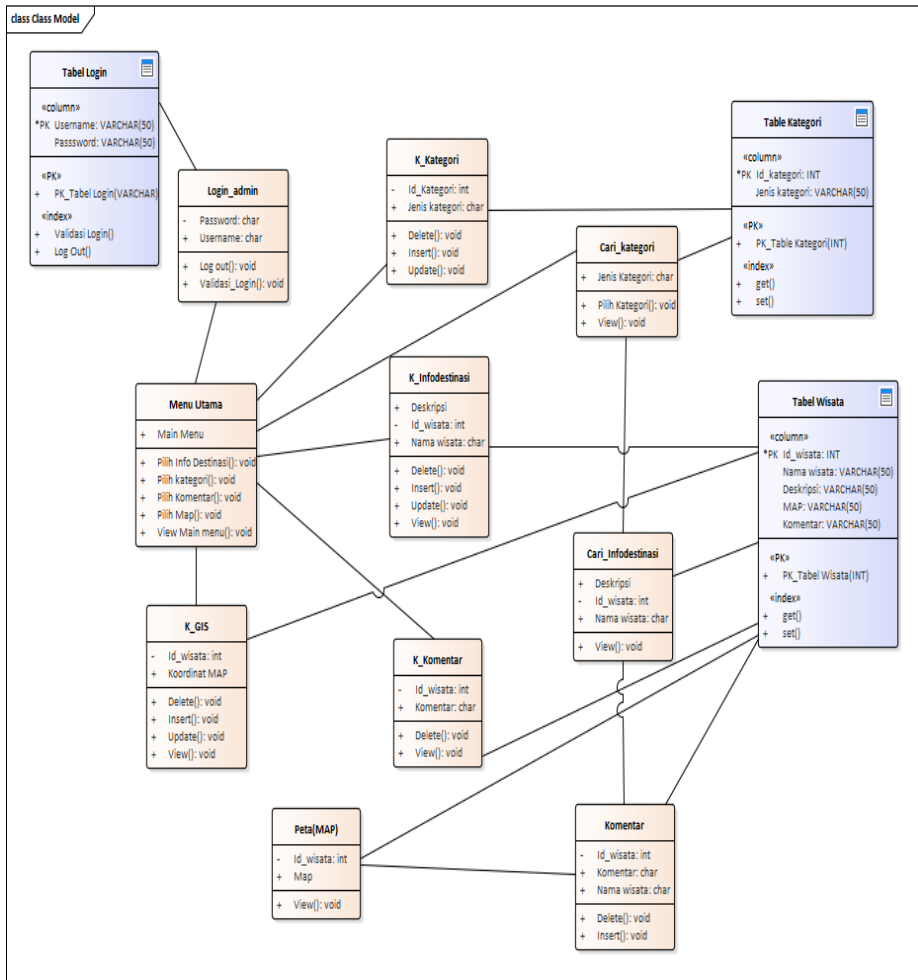 class Class Model
Tabel Login
«column»
*PK Username: VARCHAR(50)
Passsword: VARCHAR(50)
«PK»
+ PK_Tabel Login(VARCHAR)
«index»
+ Validasi Login()
+ Log Out()
Login_admin
- Password: char
+ Username: char
+ Log out(): void
+ Validasi_Login(): void
K_Kategori
- Id_Kategori: int
+ Jenis kategori: char
+ Delete(): void
+ Insert(): void
+ Update(): void
Cari_kategori
+ Jenis Kategori: char
+ Pilih Kategori(): void
+ View(): void
Table Kategori
«column»
*PK Id_kategori: INT
Jenis kategori: VARCHAR(50)
«PK»
+ PK_Table Kategori(INT)
«index»
+ get()
+ set()
Menu Utama
+ Main Menu
+ Pilih Info Destinasi(): void
+ Pilih kategori(): void
+ Pilih Komentar(): void
+ Pilih Map(): void
+ View Main menu(): void
K_Infodestinasi
+ Deskripsi
- Id_wisata: int
+ Nama wisata: char
+ Delete(): void
+ Insert(): void
+ Update(): void
+ View(): void
Tabel Wisata
«column»
*PK Id_wisata: INT
Nama wisata: VARCHAR(50)
Deskripsi: VARCHAR(50)
MAP: VARCHAR(50)
Komentar: VARCHAR(50)
«PK»
+ PK_Tabel Wisata(INT)
«index»
+ get()
+ set()
Cari_Infodestinasi
+ Deskripsi
- Id_wisata: int
+ Nama wisata: char
+ View(): void
K_GIS
- Id_wisata: int
+ Koordinat MAP
+ Delete(): void
+ Insert(): void
+ Update(): void
+ View(): void
K_Komentar
- Id_wisata: int
+ Komentar: char
+ Delete(): void
+ View(): void
Peta(MAP)
- Id_wisata: int
+ Map
+ View(): void
Komentar
- Id_wisata: int
+ Komentar: char
+ Nama wisata: char
+ Delete(): void
+ Insert(): void